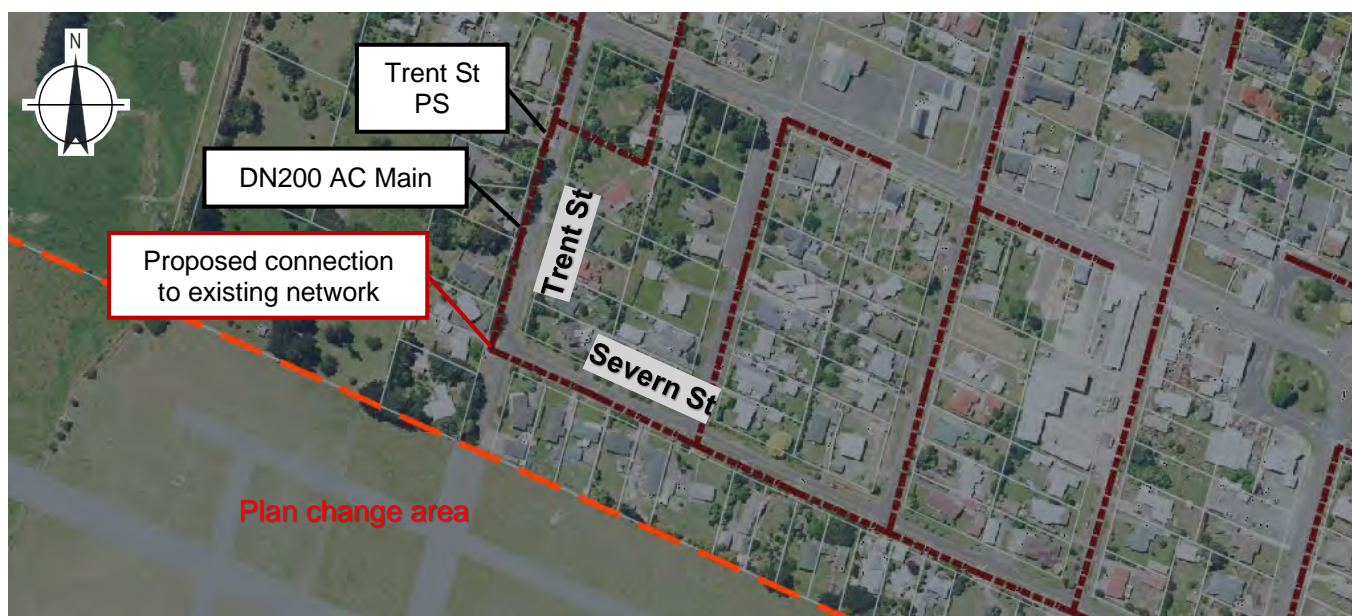 N
Trent St
PS
DN200 AC Main
Proposed connection
to existing network
Trent St
Severn St
Plan change area